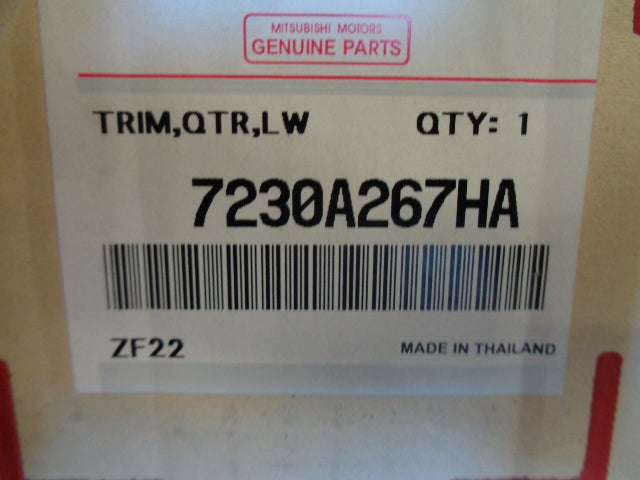 MITSUBISHI MOTORS
GENUINE PARTS
TRIM,QTR,LW QTY: 1
7230A267HA
ZF22 MADE IN THAILAND